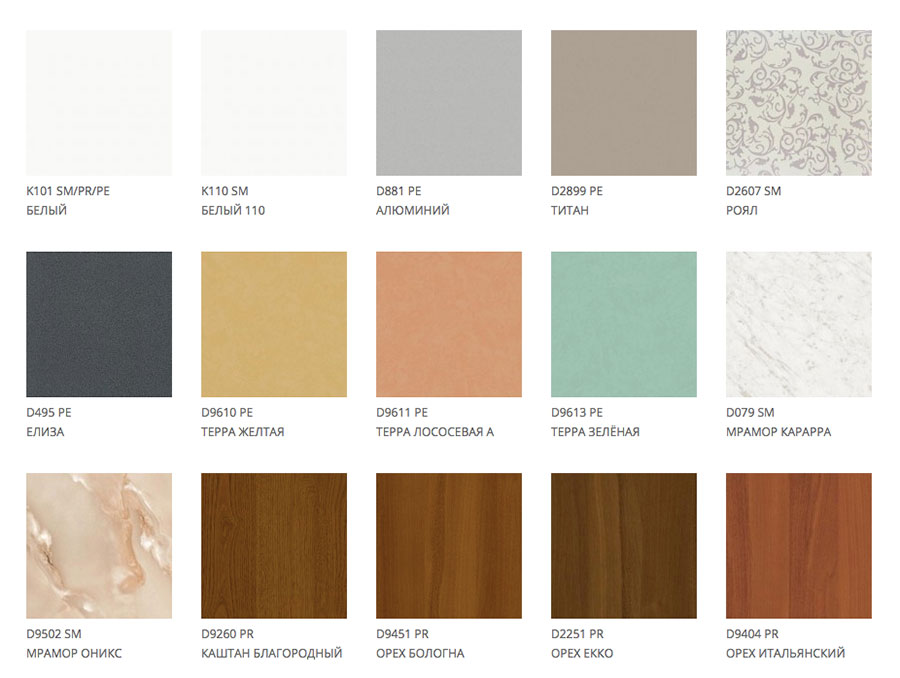 K101 SM/PR/PE
БЕЛЫЙ
K110 SM
БЕЛЫЙ 110
D881 PE
АЛЮМИНИЙ
D2899 PE
ТИТАН
D2607 SM
РОЯЛ
D495 PE
ЕЛИЗА
D9610 PE
ТЕРРА ЖЕЛТАЯ
D9611 PE
ТЕРРА ЛОСОСЕВАЯ А
D9613 PE
ТЕРРА ЗЕЛЁНАЯ
D079 SM
МРАМОР КАРАРРА
D9502 SM
МРАМОР ОНИКС
D9260 PR
КАШТАН БЛАГОРОДНЫЙ
D9451 PR
ОРЕХ БОЛОГНА
D2251 PR
ОРЕХ ЕККО
D9404 PR
ОРЕХ ИТАЛЬЯНСКИЙ